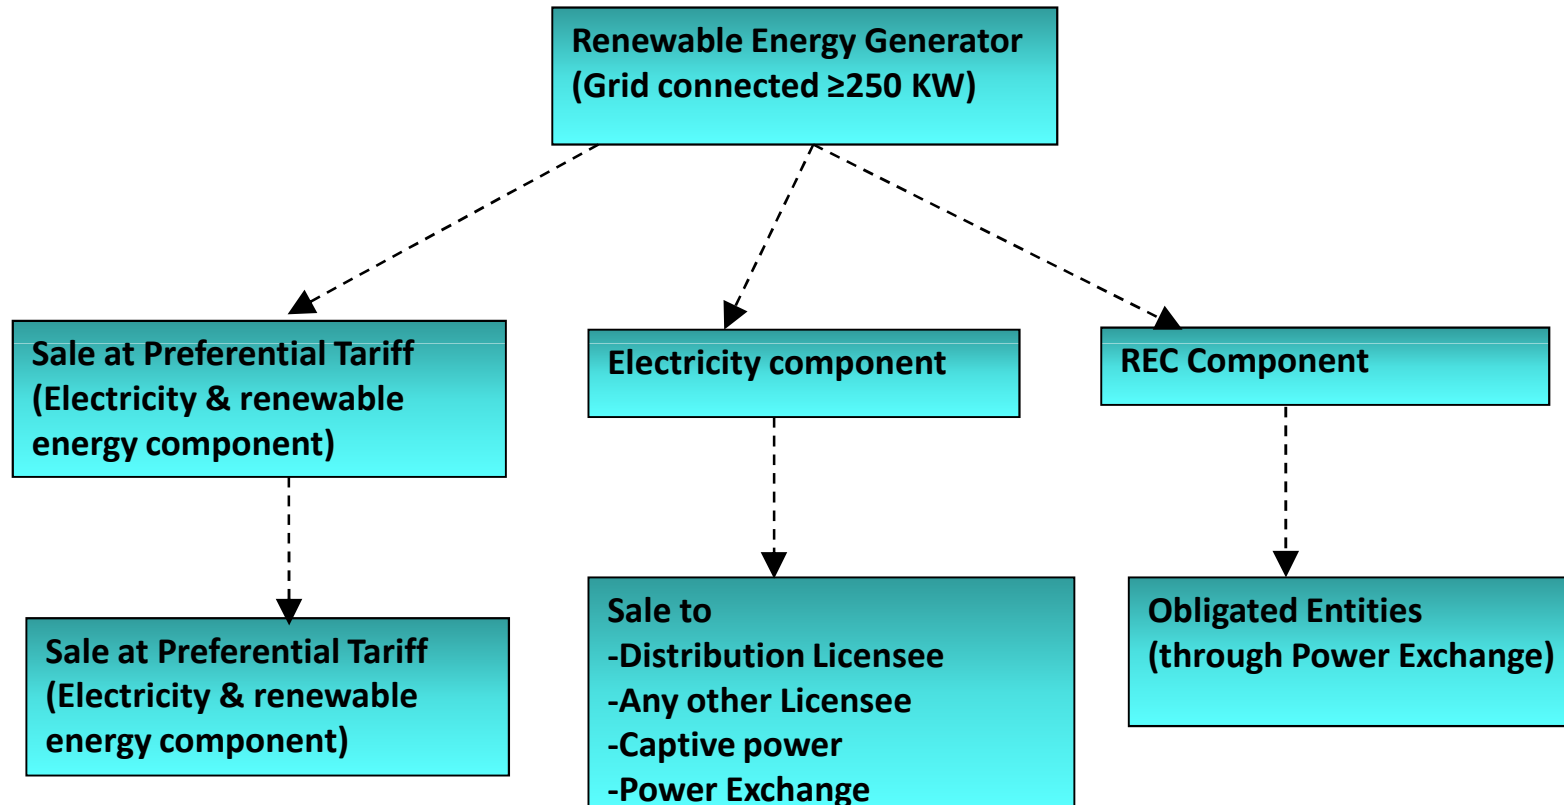 Renewable Energy Generator
(Grid connected ≥250 KW)
Sale at Preferential Tariff
(Electricity & renewable
energy component)
Electricity component
REC Component
Sale at Preferential Tariff
(Electricity & renewable
energy component)
Sale to
-Distribution Licensee
-Any other Licensee
-Captive power
-Power Exchange
Obligated Entities
(through Power Exchange)